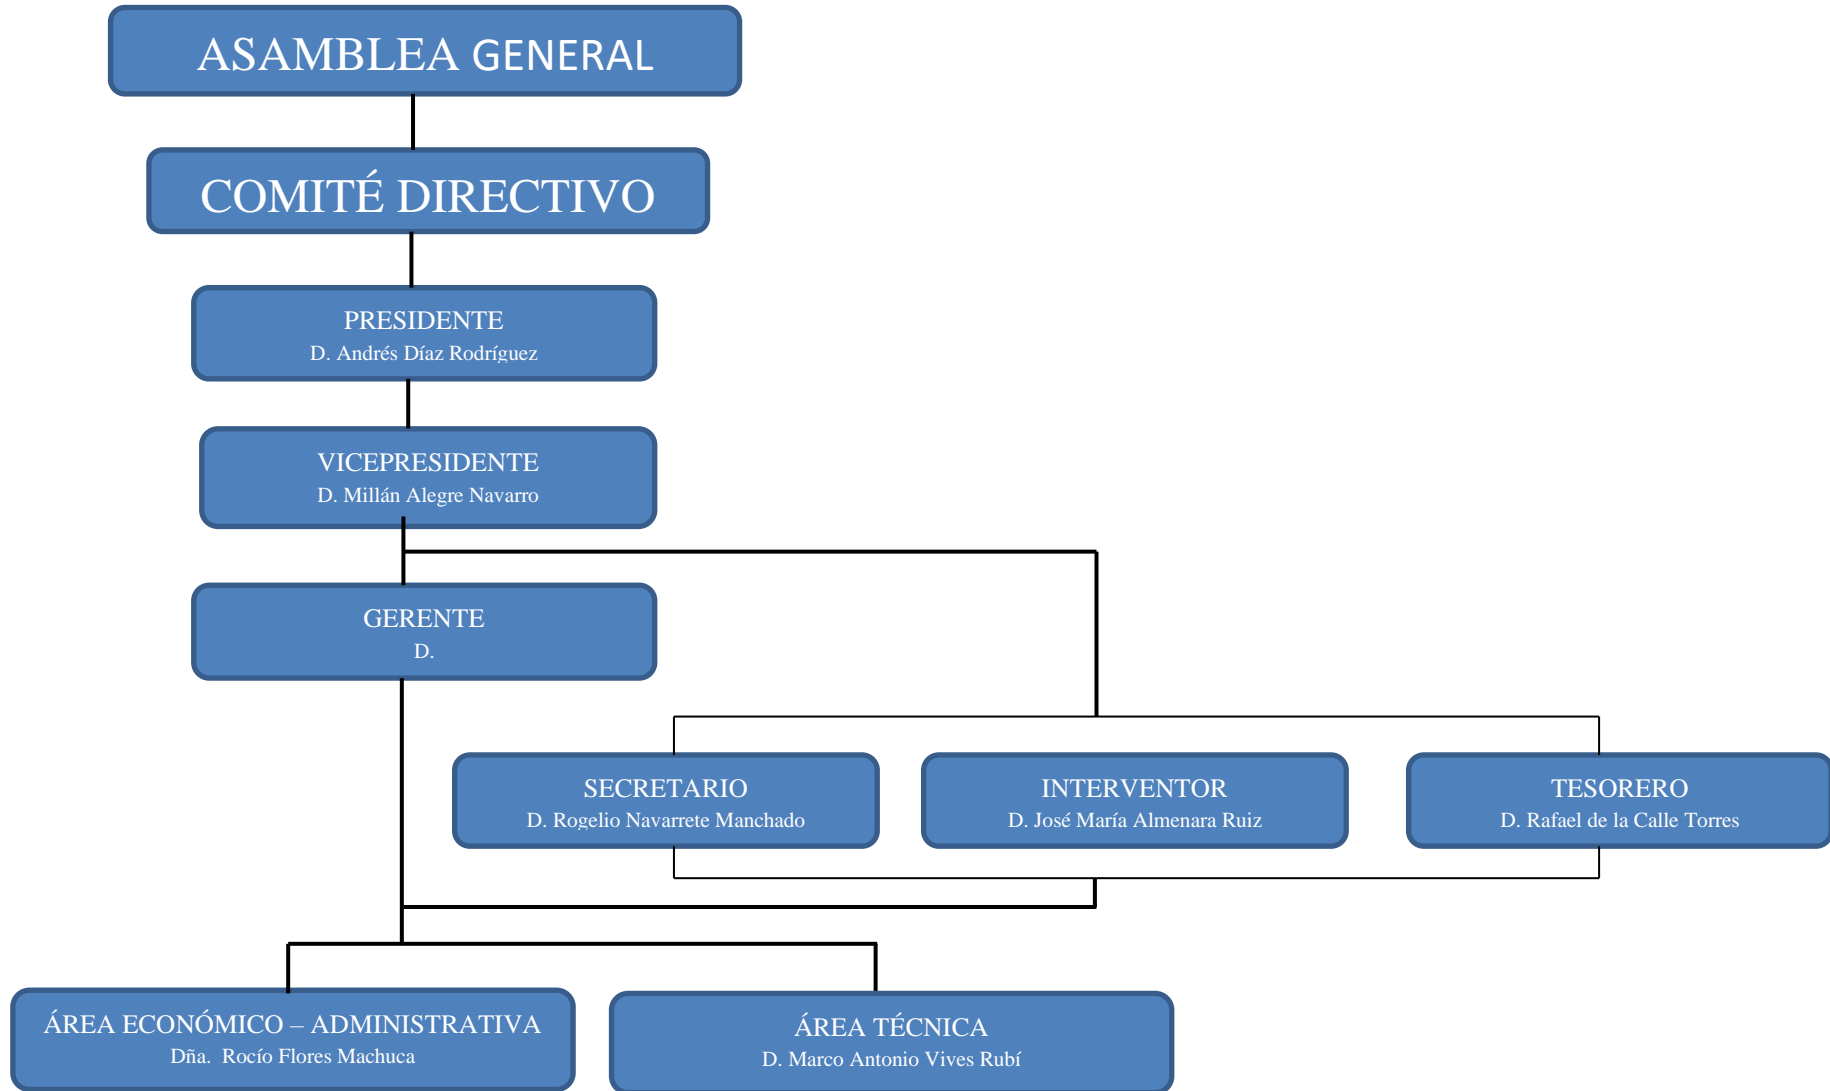 ASAMBLEA GENERAL
COMITÉ DIRECTIVO
PRESIDENTE
D. Andrés Díaz Rodríguez
VICEPRESIDENTE
D. Millán Alegre Navarro
GERENTE
D.
SECRETARIO
D. Rogelio Navarrete Manchado
INTERVENTOR
D. José María Almenara Ruiz
TESORERO
D. Rafael de la Calle Torres
ÁREA ECONÓMICO – ADMINISTRATIVA
Dña. Rocío Flores Machuca
ÁREA TÉCNICA
D. Marco Antonio Vives Rubí